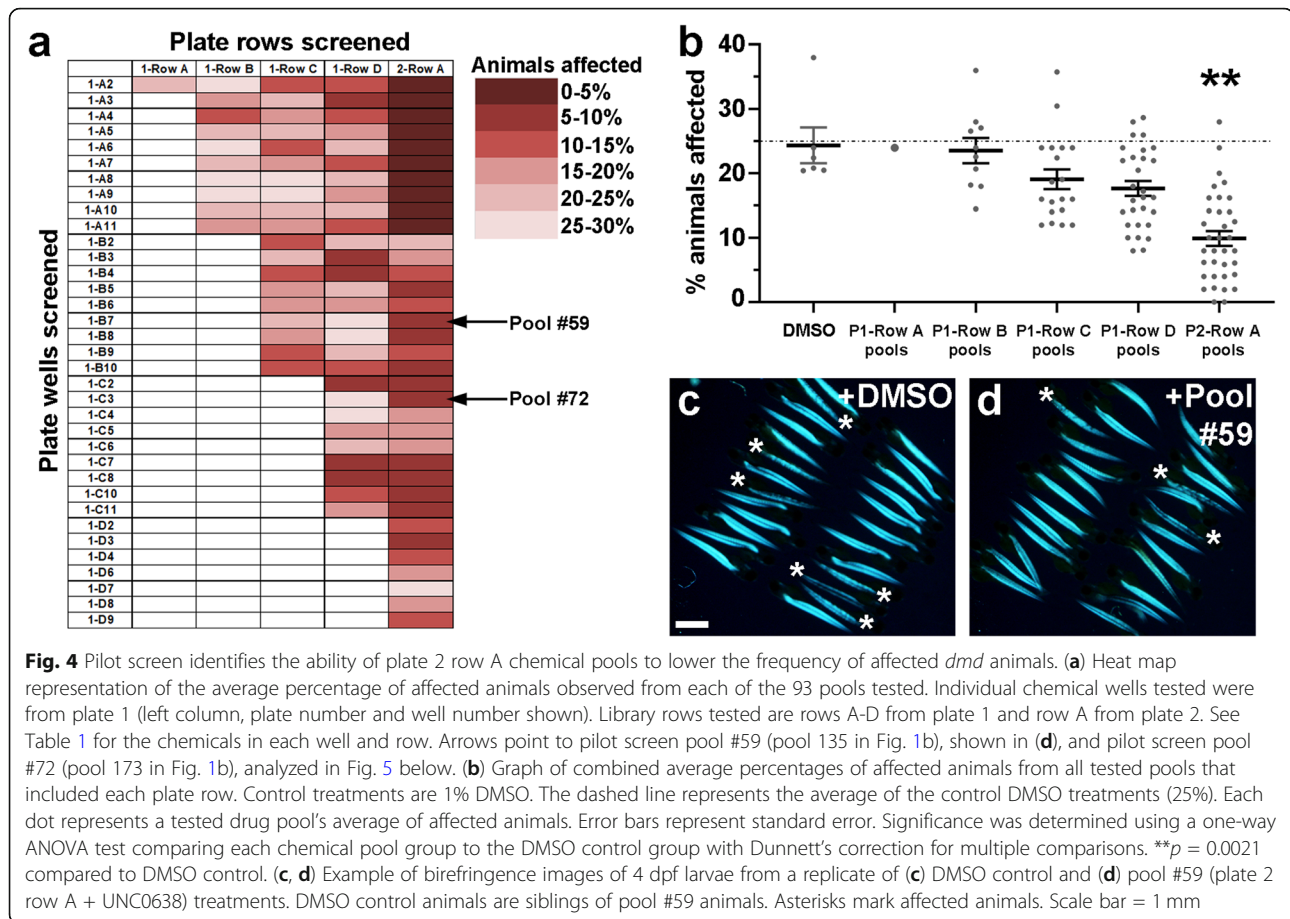 a
Plate rows screened
1-Row A 1-Row B 1-Row C 1-Row D 2-Row A
Plate wells screened
1-A2
1-A3
1-A4
1-A5
1-A6
1-A7
1-A8
1-A9
1-A10
1-A11
1-B2
1-B3
1-B4
1-B5
1-B6
1-B7
1-B8
1-B9
1-B10
1-C2
1-C3
1-C4
1-C5
1-C6
1-C7
1-C8
1-C10
1-C11
1-D2
1-D3
1-D4
1-D6
1-D7
1-D8
1-D9
Animals affected
0-5%
5-10%
10-15%
15-20%
20-25%
25-30%
Pool #59
Pool #72
b
% animals affected
40
30
20
10
0
**
DMSO P1-Row A P1-Row B P1-Row C P1-Row D P2-Row A
pools pools pools pools pools
c +DMSO
* * * * * *
d +Pool
#59
* * *
Fig. 4 Pilot screen identifies the ability of plate 2 row A chemical pools to lower the frequency of affected dmd animals. (a) Heat map
representation of the average percentage of affected animals observed from each of the 93 pools tested. Individual chemical wells tested were
from plate 1 (left column, plate number and well number shown). Library rows tested are rows A-D from plate 1 and row A from plate 2. See
Table 1 for the chemicals in each well and row. Arrows point to pilot screen pool #59 (pool 135 in Fig. 1b), shown in (d), and pilot screen pool
#72 (pool 173 in Fig. 1b), analyzed in Fig. 5 below. (b) Graph of combined average percentages of affected animals from all tested pools that
included each plate row. Control treatments are 1% DMSO. The dashed line represents the average of the control DMSO treatments (25%). Each
dot represents a tested drug pool's average of affected animals. Error bars represent standard error. Significance was determined using a one-way
ANOVA test comparing each chemical pool group to the DMSO control group with Dunnett's correction for multiple comparisons. **p = 0.0021
compared to DMSO control. (c, d) Example of birefringence images of 4 dpf larvae from a replicate of (c) DMSO control and (d) pool #59 (plate 2
row A + UNC0638) treatments. DMSO control animals are siblings of pool #59 animals. Asterisks mark affected animals. Scale bar = 1 mm